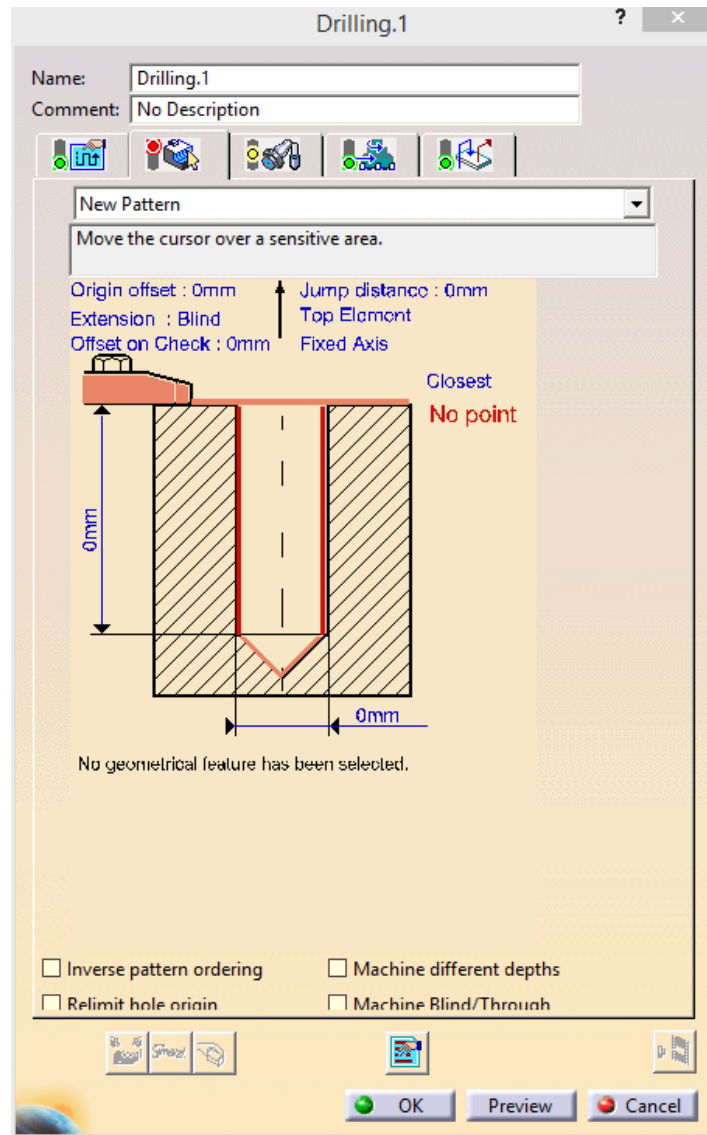 Drilling.1
?
Name: Drilling.1
Comment: No Description
New Pattern
Move the cursor over a sensitive area.
Origin offset : 0mm Jump distance : 0mm
Extension : Blind Top Element
Offset on Check : 0mm Fixed Axis
Closest
No point
0mm
0mm
No geometrical feature has been selected.
Inverse pattern ordering Machine different depths
Relimit hole origin Machine Blind/Through
OK Preview Cancel